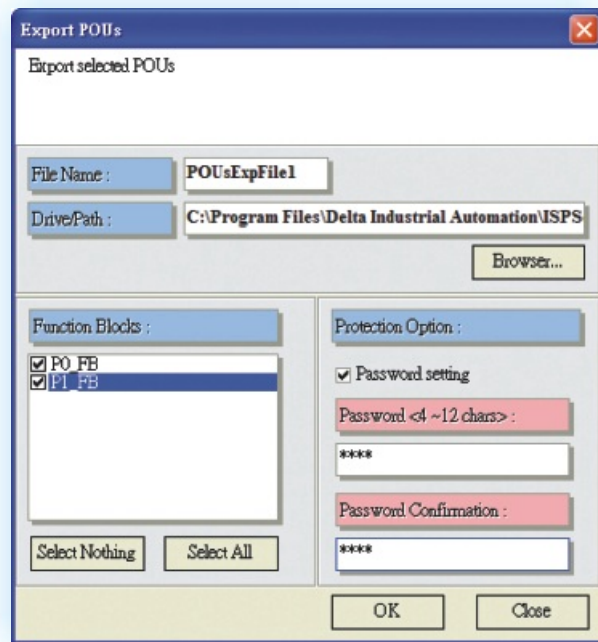 Export POUs
Export selected POUs
File Name :
POUsExpFile1
Drive/Path :
C:\Program Files\Delta Industrial Automation\ISPS
Browser...
Function Blocks :
P0_FB
P1_FB
Select Nothing
Select All
Protection Option :
Password setting
Password <4 ~12 chars> :
****
Password Confirmation :
****
OK
Close